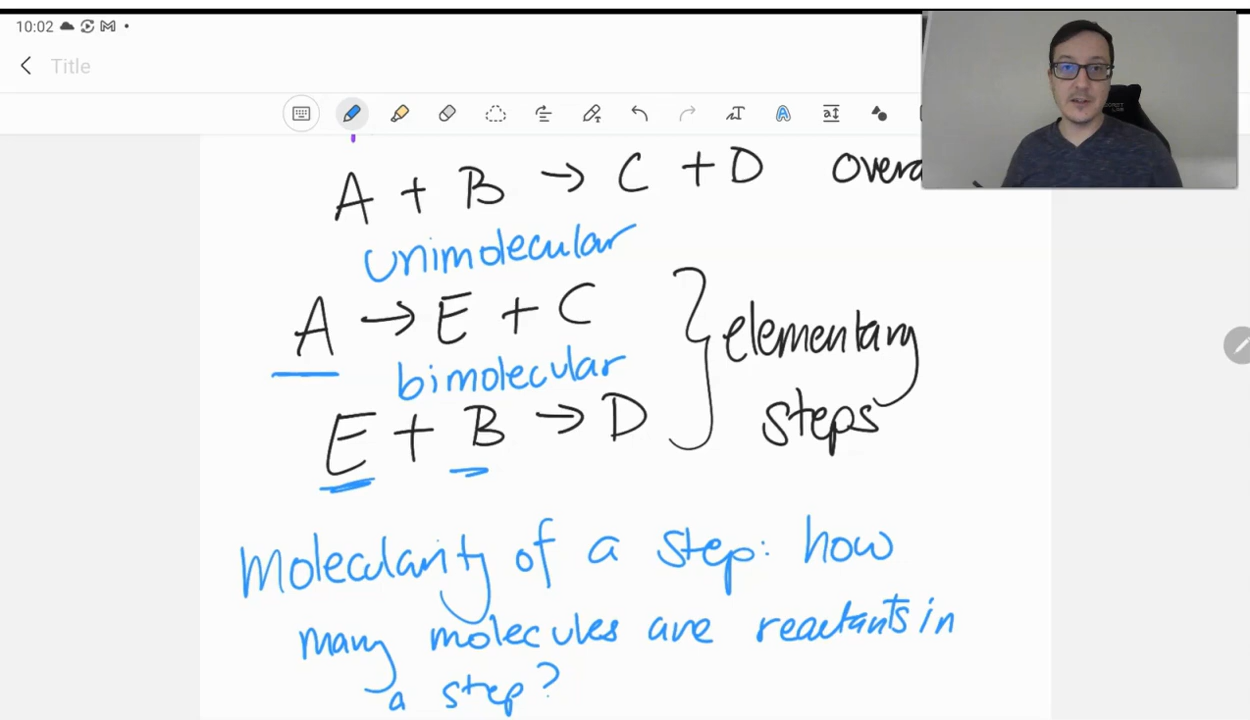 10:02
Title
A + B → C + D overa
unimolecular
A → E + C
bimolecular
E + B → D
elementary
steps
Molecularity of a step: how
many molecules are reactants in
a step?